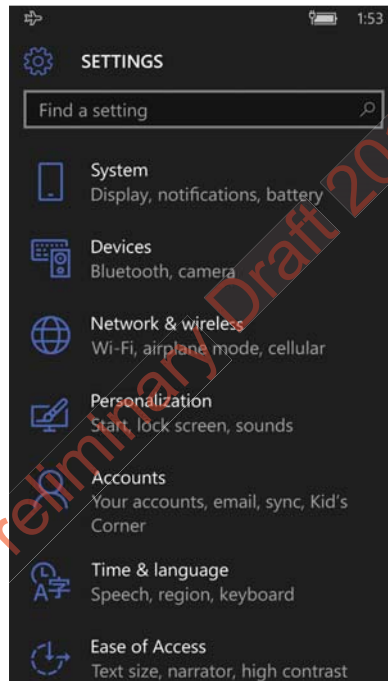 1:53
SETTINGS
Find a setting
System
Display, notifications, battery
Devices
Bluetooth, camera
Network & wireless
Wi-Fi, airplane mode, cellular
Personalization
Start, lock screen, sounds
Accounts
Your accounts, email, sync, Kid's
Corner
Time & language
Speech, region, keyboard
Ease of Access
Text size, narrator, high contrast
reliminary Draft 20